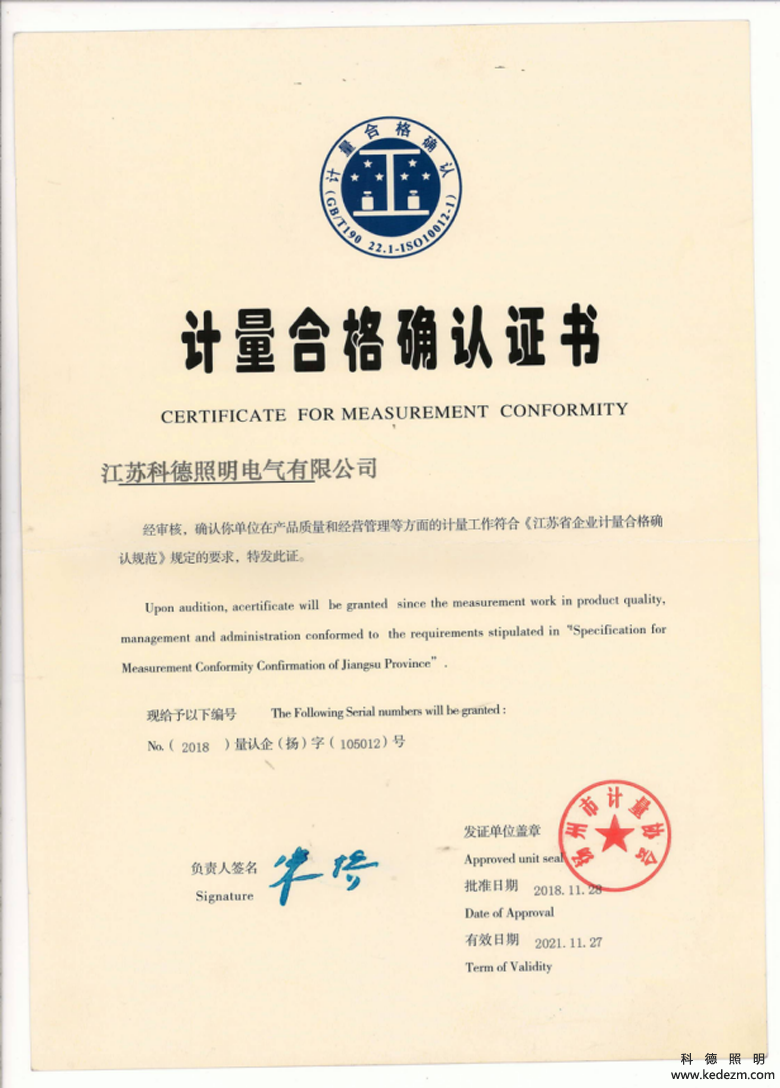 计量合格确认
(GB/T190 22.1-ISO10012-1)
计量合格确认证书
CERTIFICATE FOR MEASUREMENT CONFORMITY
江苏科德照明电气有限公司
经审核，确认你单位在产品质量和经营管理等方面的计量工作符合《江苏省企业计量合格确
认规范》规定的要求，特发此证。
Upon audition, acertificate will be granted since the measurement work in product quality,
management and administration conformed to the requirements stipulated in “Specification for
Measurement Conformity Confirmation of Jiangsu Province”.
现给予以下编号 The Following Serial numbers will be granted:
No.( 2018 )量认企(扬)字(105012)号
扬州市计量协会
发证单位盖章
Approved unit seal
负责人签名
Signature
批准日期 2018.11.28
Date of Approval
有效日期 2021.11.27
Term of Validity
科德照明
www.kedezm.com